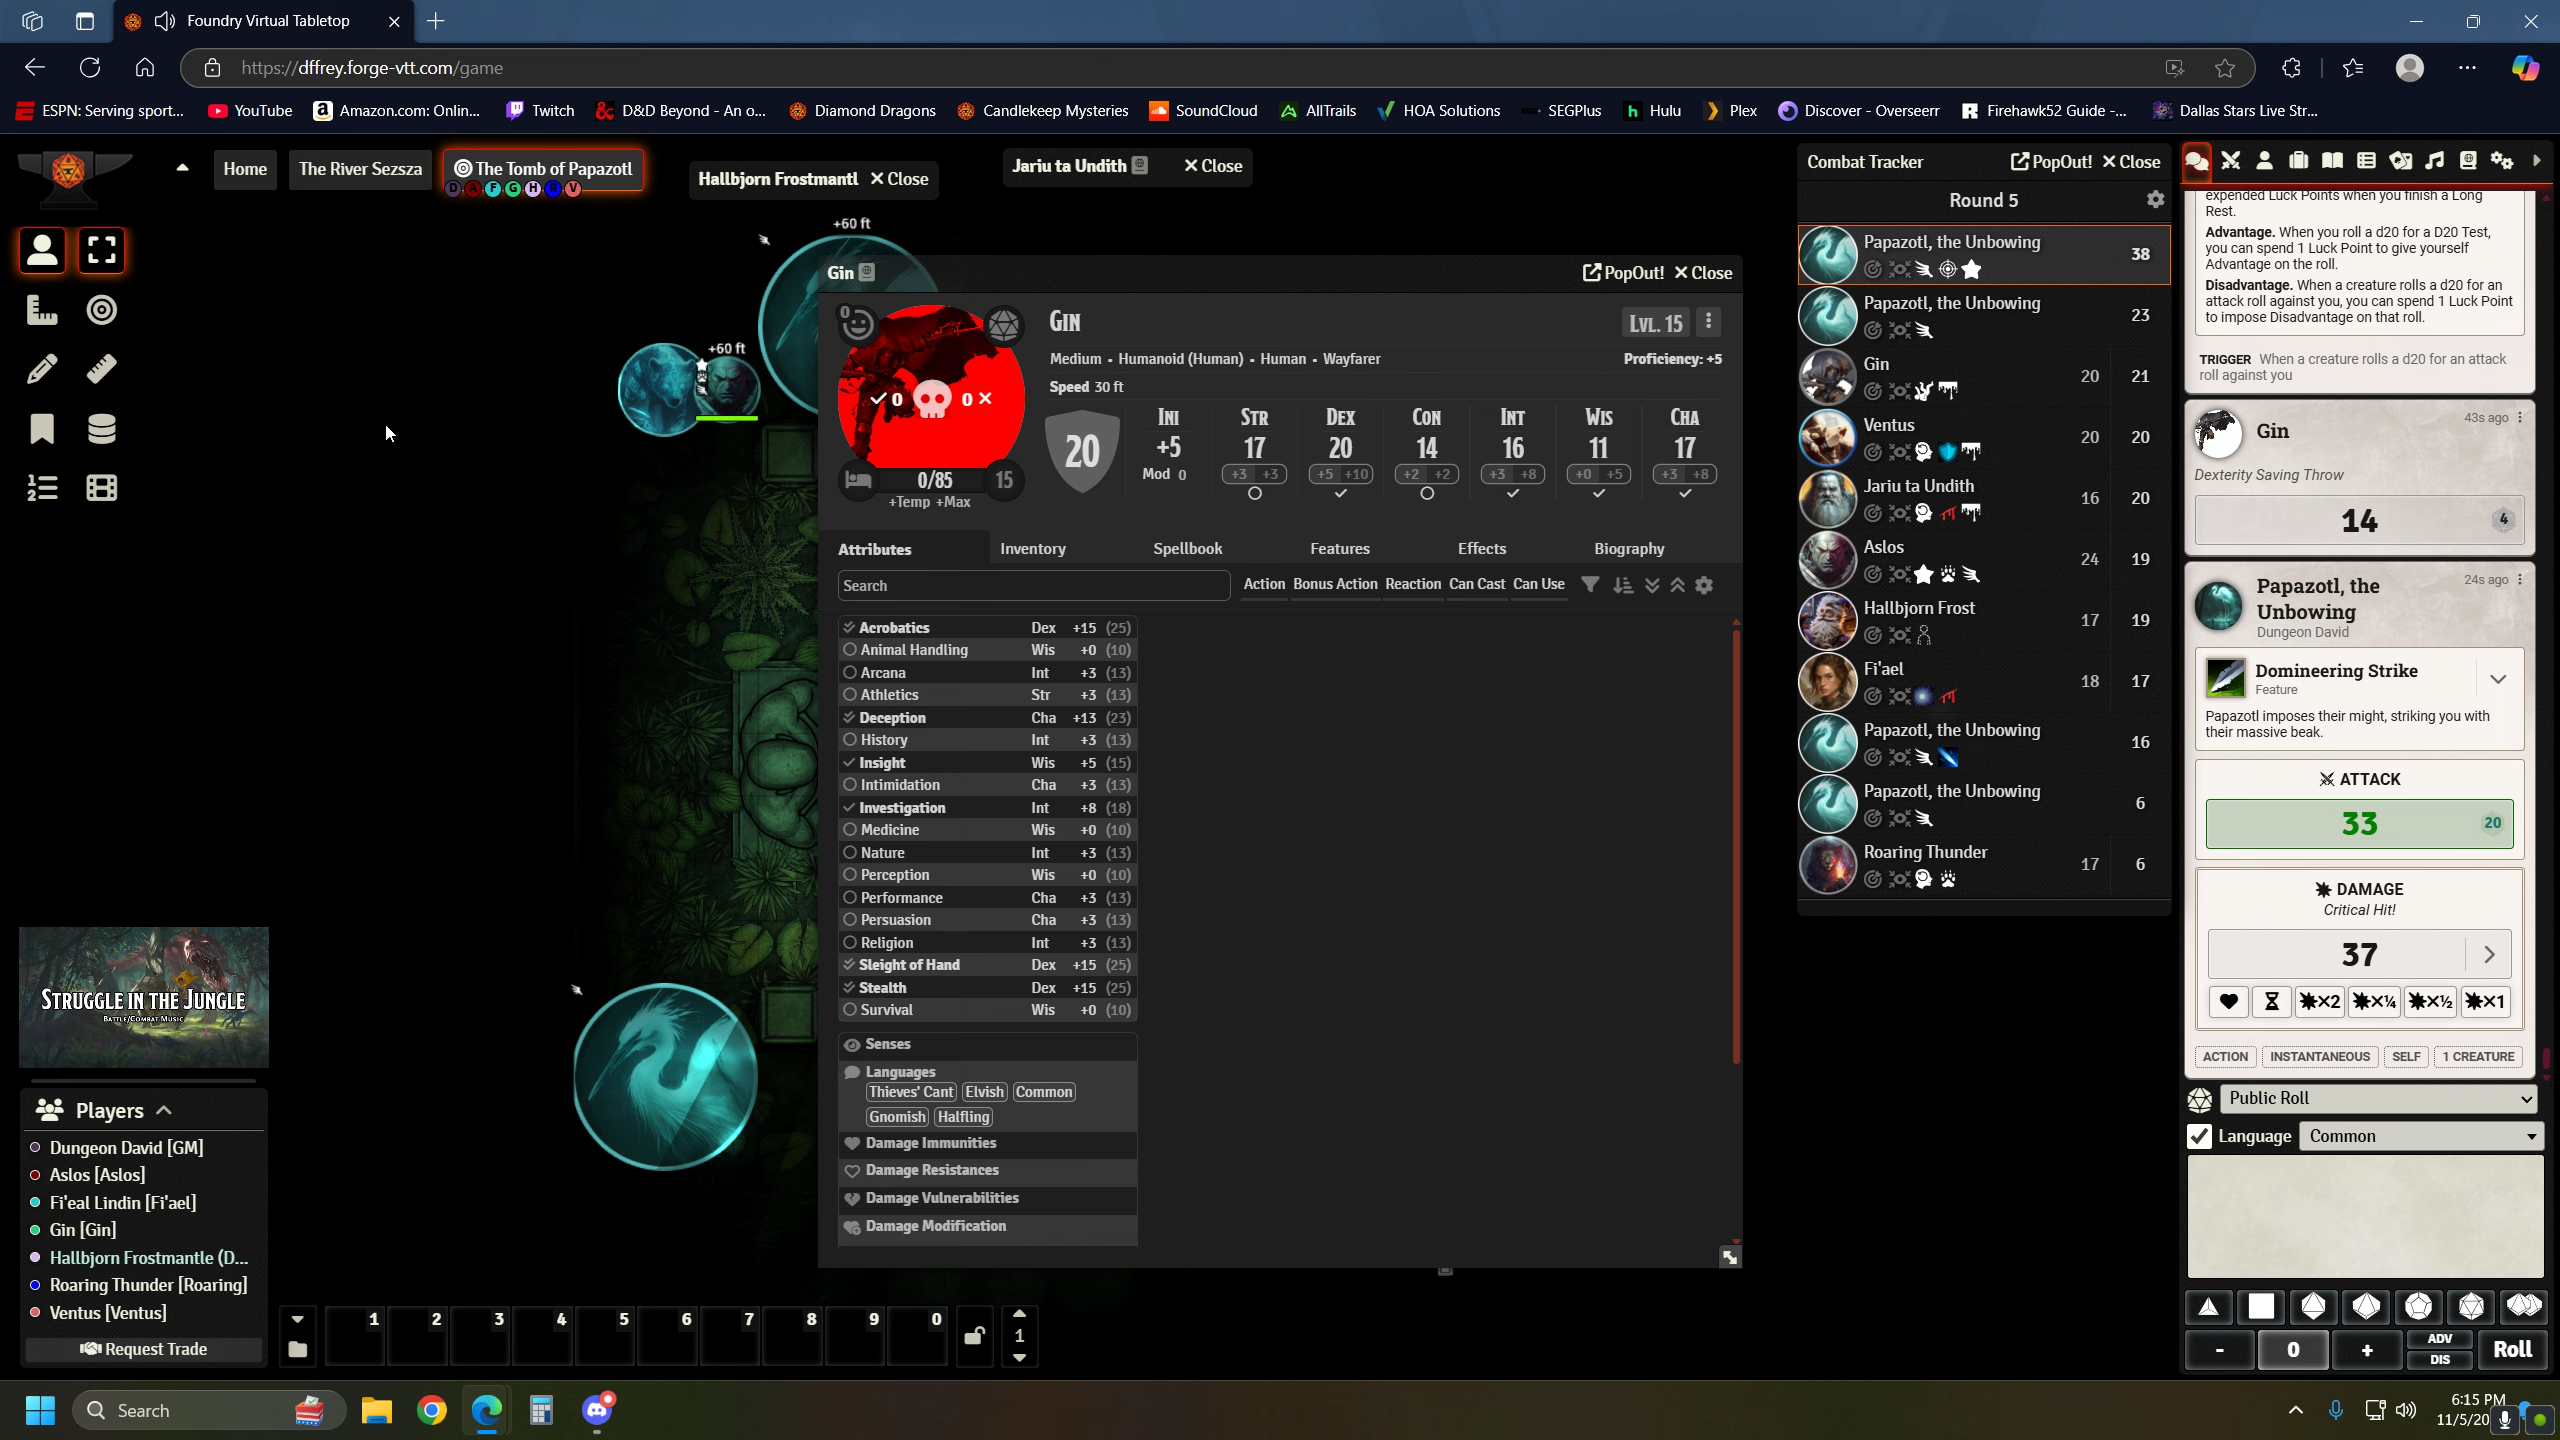 Foundry Virtual Tabletop
https://dffrey.forge-vtt.com/game
ESPN: Serving sport...
YouTube
Amazon.com: Onlin...
Twitch
D&D Beyond - An o...
Diamond Dragons
Candlekeep Mysteries
SoundCloud
AllTrails
HOA Solutions
SEGPlus
Hulu
Plex
Discover - Overseerr
Firehawk52 Guide -...
Dallas Stars Live Str...
Home
The River Sezsza
The Tomb of Papazotl
D A F G H R V
Hallbjorn Frostmantl Close
Jariu ta Undith Close
+60 ft
+60 ft
Gin PopOut! Close
0
0 0
0/85
15
+Temp +Max
Gin
Lvl. 15
Medium • Humanoid (Human) • Human • Wayfarer
Proficiency: +5
Speed 30 ft
20
Ini Str Dex Con Int Wis Cha
+5 17 20 14 16 11 17
Mod 0 +3 +3 +5 +10 +2 +2 +3 +8 +0 +5 +3 +8
Attributes Inventory Spellbook Features Effects Biography
Search Action Bonus Action Reaction Can Cast Can Use
Acrobatics Dex +15 (25)
Animal Handling Wis +0 (10)
Arcana Int +3 (13)
Athletics Str +3 (13)
Deception Cha +13 (23)
History Int +3 (13)
Insight Wis +5 (15)
Intimidation Cha +3 (13)
Investigation Int +8 (18)
Medicine Wis +0 (10)
Nature Int +3 (13)
Perception Wis +0 (10)
Performance Cha +3 (13)
Persuasion Cha +3 (13)
Religion Int +3 (13)
Sleight of Hand Dex +15 (25)
Stealth Dex +15 (25)
Survival Wis +0 (10)
Senses
Languages
Thieves' Cant Elvish Common
Gnomish Halfling
Damage Immunities
Damage Resistances
Damage Vulnerabilities
Damage Modification
Combat Tracker PopOut! Close
Round 5
Papazotl, the Unbowing 38
Papazotl, the Unbowing 23
Gin 20 21
Ventus 20 20
Jariu ta Undith 16 20
Aslos 24 19
Hallbjorn Frost 17 19
Fi'ael 18 17
Papazotl, the Unbowing 16
Papazotl, the Unbowing 6
Roaring Thunder 17 6
expended Luck Points when you finish a Long
Rest.
Advantage. When you roll a d20 for a D20 Test,
you can spend 1 Luck Point to give yourself
Advantage on the roll.
Disadvantage. When a creature rolls a d20 for an
attack roll against you, you can spend 1 Luck Point
to impose Disadvantage on that roll.
TRIGGER When a creature rolls a d20 for an attack
roll against you
Gin 43s ago
Dexterity Saving Throw
14 4
Papazotl, the
Unbowing
24s ago
Dungeon David
Domineering Strike
Feature
Papazotl imposes their might, striking you with
their massive beak.
ATTACK
33 20
DAMAGE
Critical Hit!
37
×2 ×¼ ×½ ×1
ACTION INSTANTANEOUS SELF 1 CREATURE
Public Roll
Language Common
- 0 + ADV DIS Roll
Struggle in the Jungle
Battle/Combat Music
Players
Dungeon David [GM]
Aslos [Aslos]
Fi'eal Lindin [Fi'ael]
Gin [Gin]
Hallbjorn Frostmantle (D...
Roaring Thunder [Roaring]
Ventus [Ventus]
Request Trade
1 2 3 4 5 6 7 8 9 0
1
Search
6:15 PM
11/5/20